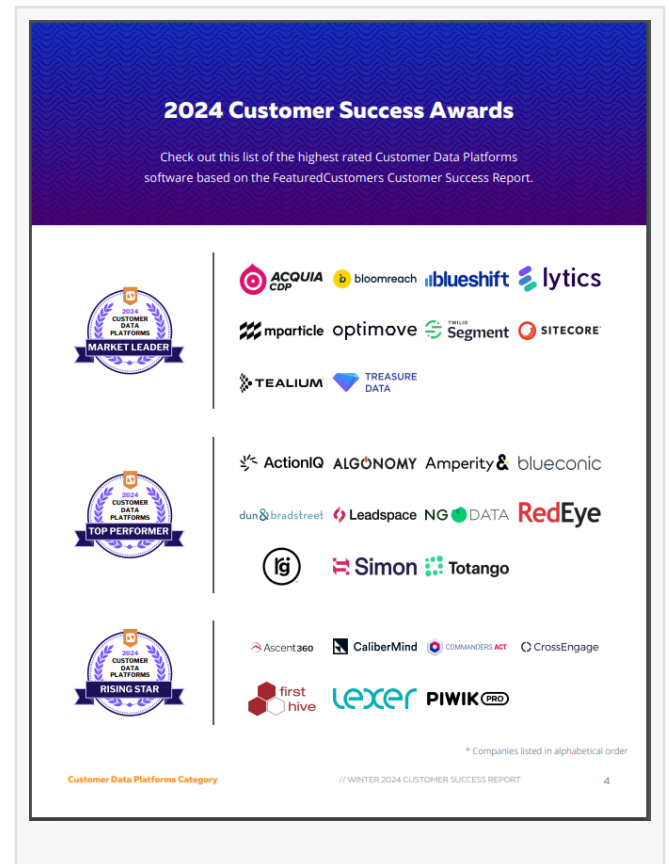 2024 Customer Success Awards
Check out this list of the highest rated Customer Data Platforms
software based on the FeaturedCustomers Customer Success Report.
2024
CUSTOMER
DATA
PLATFORMS
MARKET LEADER
ACQUIA
CDP
bloomreach
blueshift
lytics
mparticle
optimove
TWILIO
Segment
SITECORE
TEALIUM
TREASURE
DATA
2024
CUSTOMER
DATA
PLATFORMS
TOP PERFORMER
ActionIQ
ALGONOMY
Amperity &
blueconic
dun & bradstreet
Leadspace
NG DATA
RedEye
rg
Simon
Totango
2024
CUSTOMER
DATA
PLATFORMS
RISING STAR
Ascent360
CaliberMind
COMMANDERS ACT
CrossEngage
first
hive
Lexer
PIWIK PRO
* Companies listed in alphabetical order
Customer Data Platforms Category
// WINTER 2024 CUSTOMER SUCCESS REPORT
4